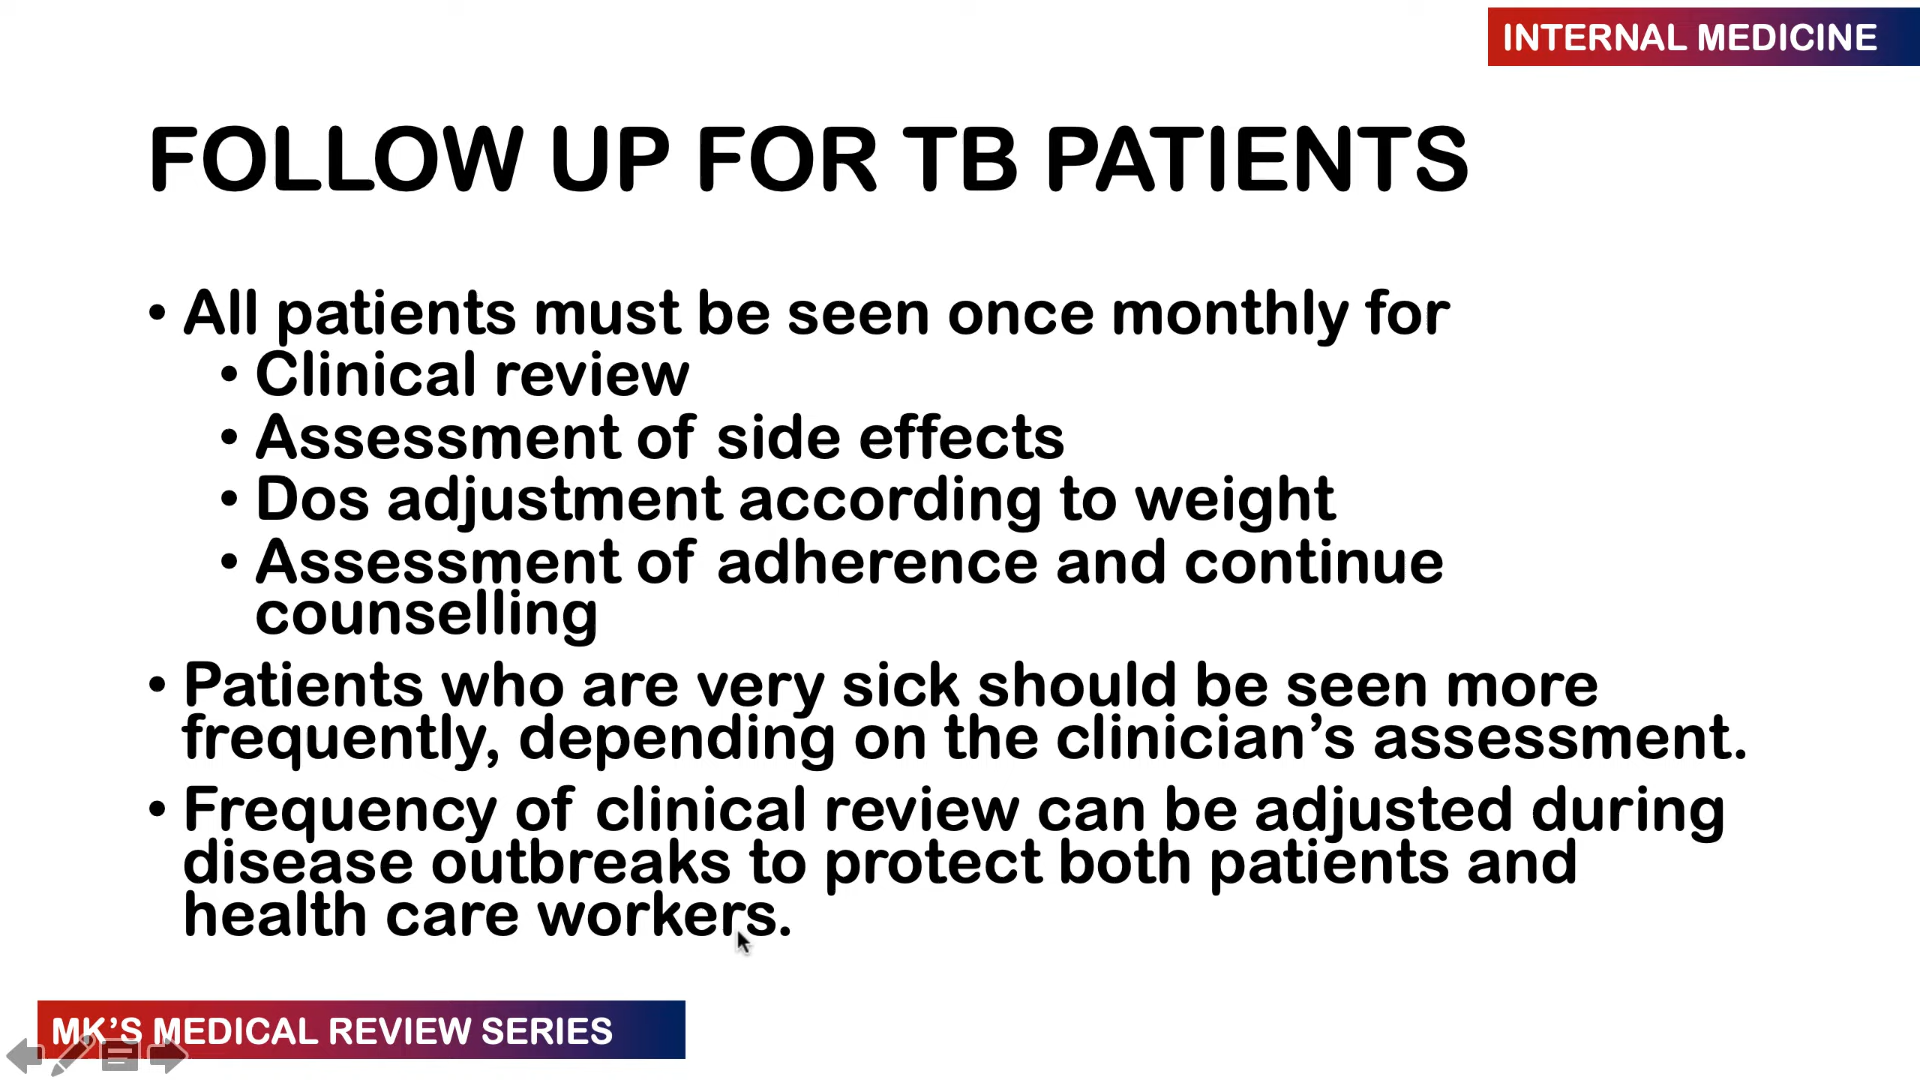 INTERNAL MEDICINE
FOLLOW UP FOR TB PATIENTS
• All patients must be seen once monthly for
• Clinical review
• Assessment of side effects
• Dos adjustment according to weight
• Assessment of adherence and continue
counselling
• Patients who are very sick should be seen more
frequently, depending on the clinician’s assessment.
• Frequency of clinical review can be adjusted during
disease outbreaks to protect both patients and
health care workers.
MK’S MEDICAL REVIEW SERIES